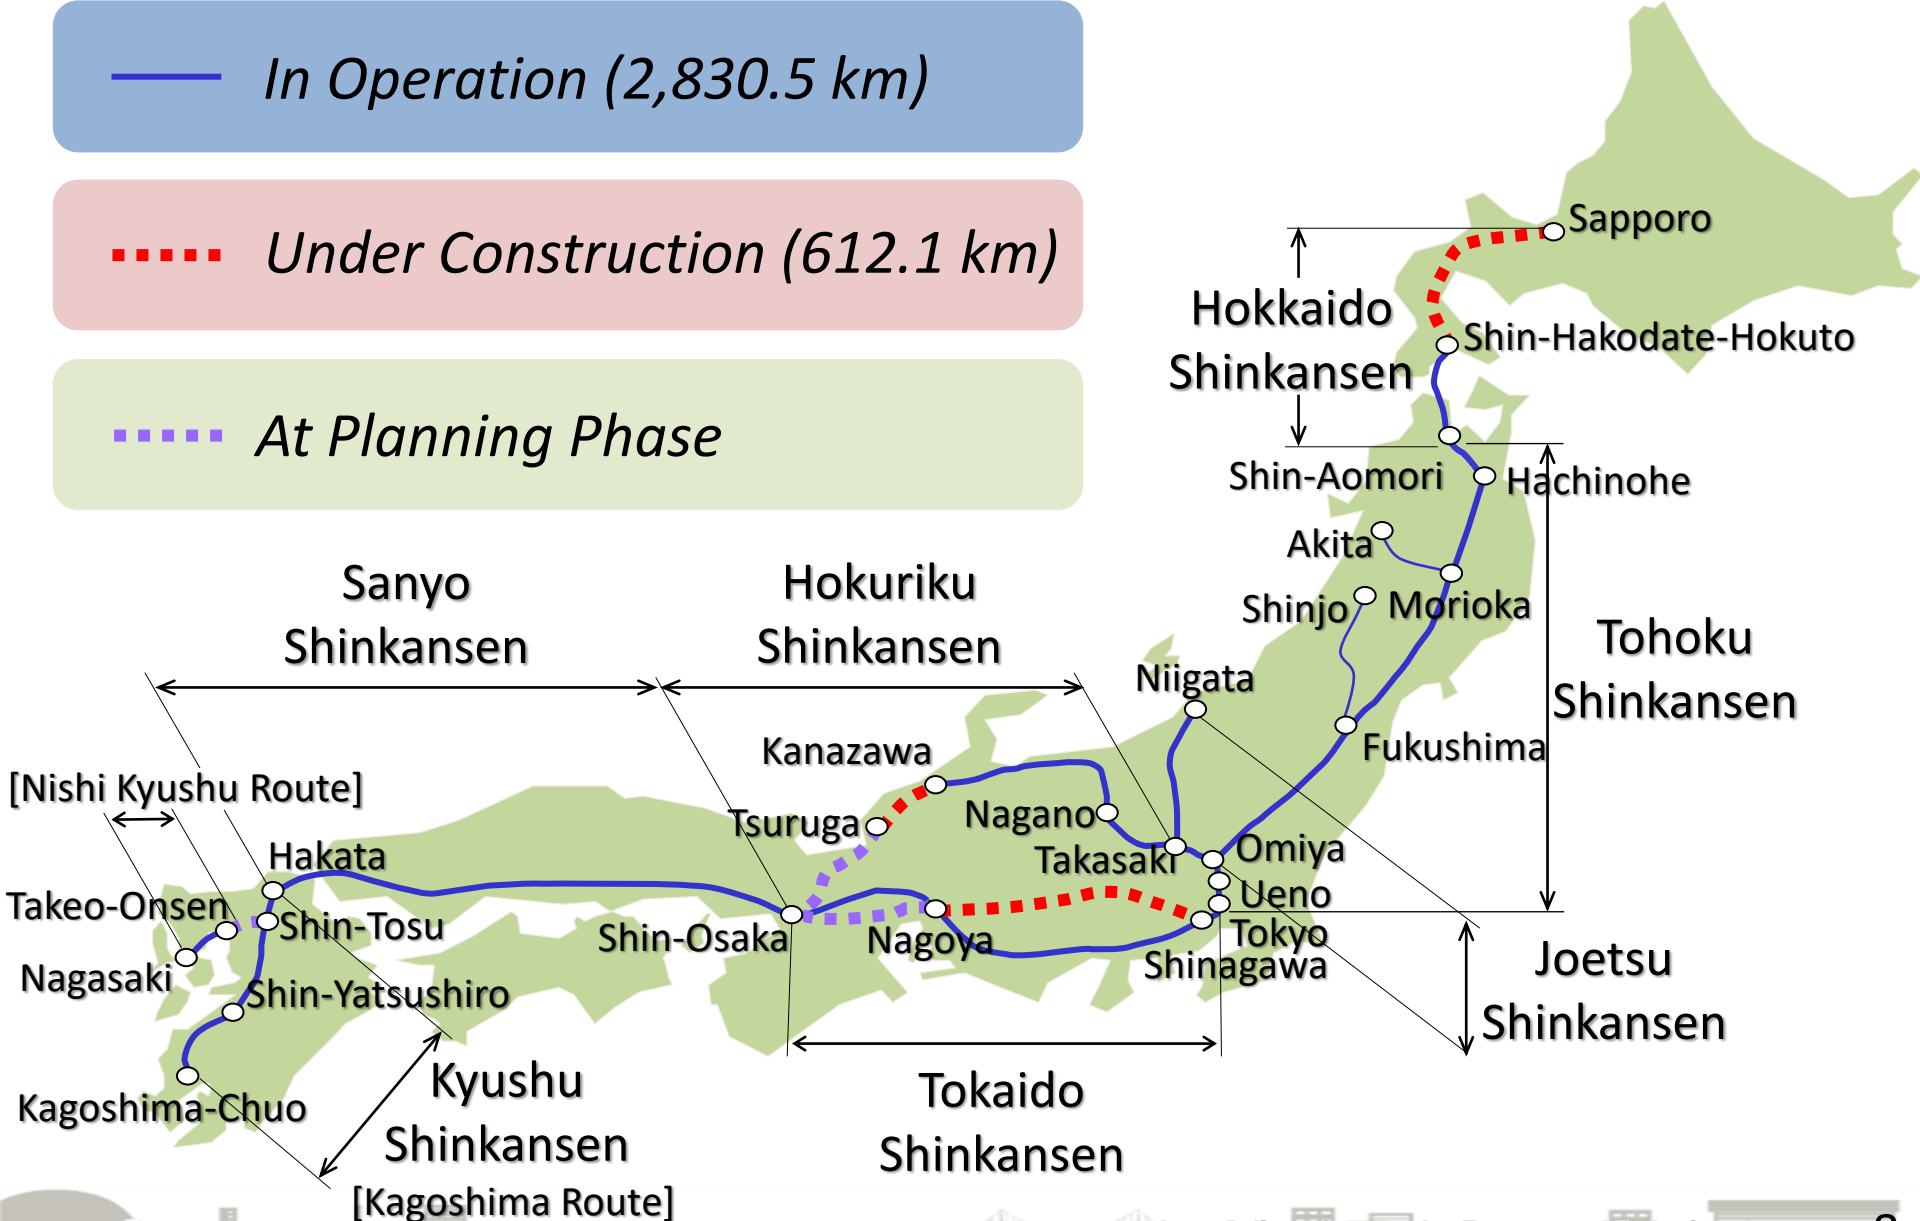 In Operation (2,830.5 km)
Under Construction (612.1 km)
At Planning Phase
Sapporo
Hokkaido
Shinkansen
Shin-Hakodate-Hokuto
Shin-Aomori
Hachinohe
Akita
Shinjo
Morioka
Tohoku
Shinkansen
Sanyo
Shinkansen
Hokuriku
Shinkansen
Niigata
Fukushima
Kanazawa
[Nishi Kyushu Route]
Tsuruga
Nagano
Takasaki
Omiya
Hakata
Ueno
Takeo-Onsen
Shin-Tosu
Shin-Osaka
Nagoya
Tokyo
Shinagawa
Nagasaki
Shin-Yatsushiro
Joetsu
Shinkansen
Kagoshima-Chuo
Kyushu
Shinkansen
[Kagoshima Route]
Tokaido
Shinkansen